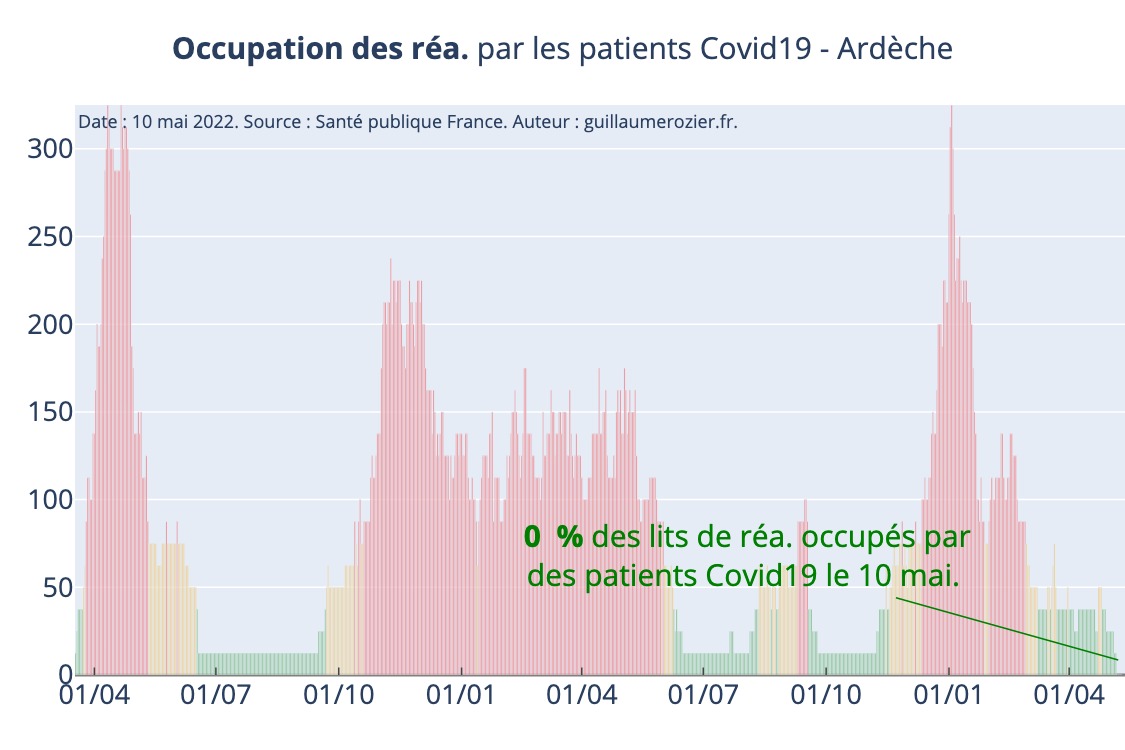 Occupation des réa. par les patients Covid19 - Ardèche
Date : 10 mai 2022. Source : Santé publique France. Auteur : guillaumerozier.fr.
300
250
200
150
100
50
0
0 % des lits de réa. occupés par
des patients Covid19 le 10 mai.
01/04 01/07 01/10 01/01 01/04 01/07 01/10 01/01 01/04